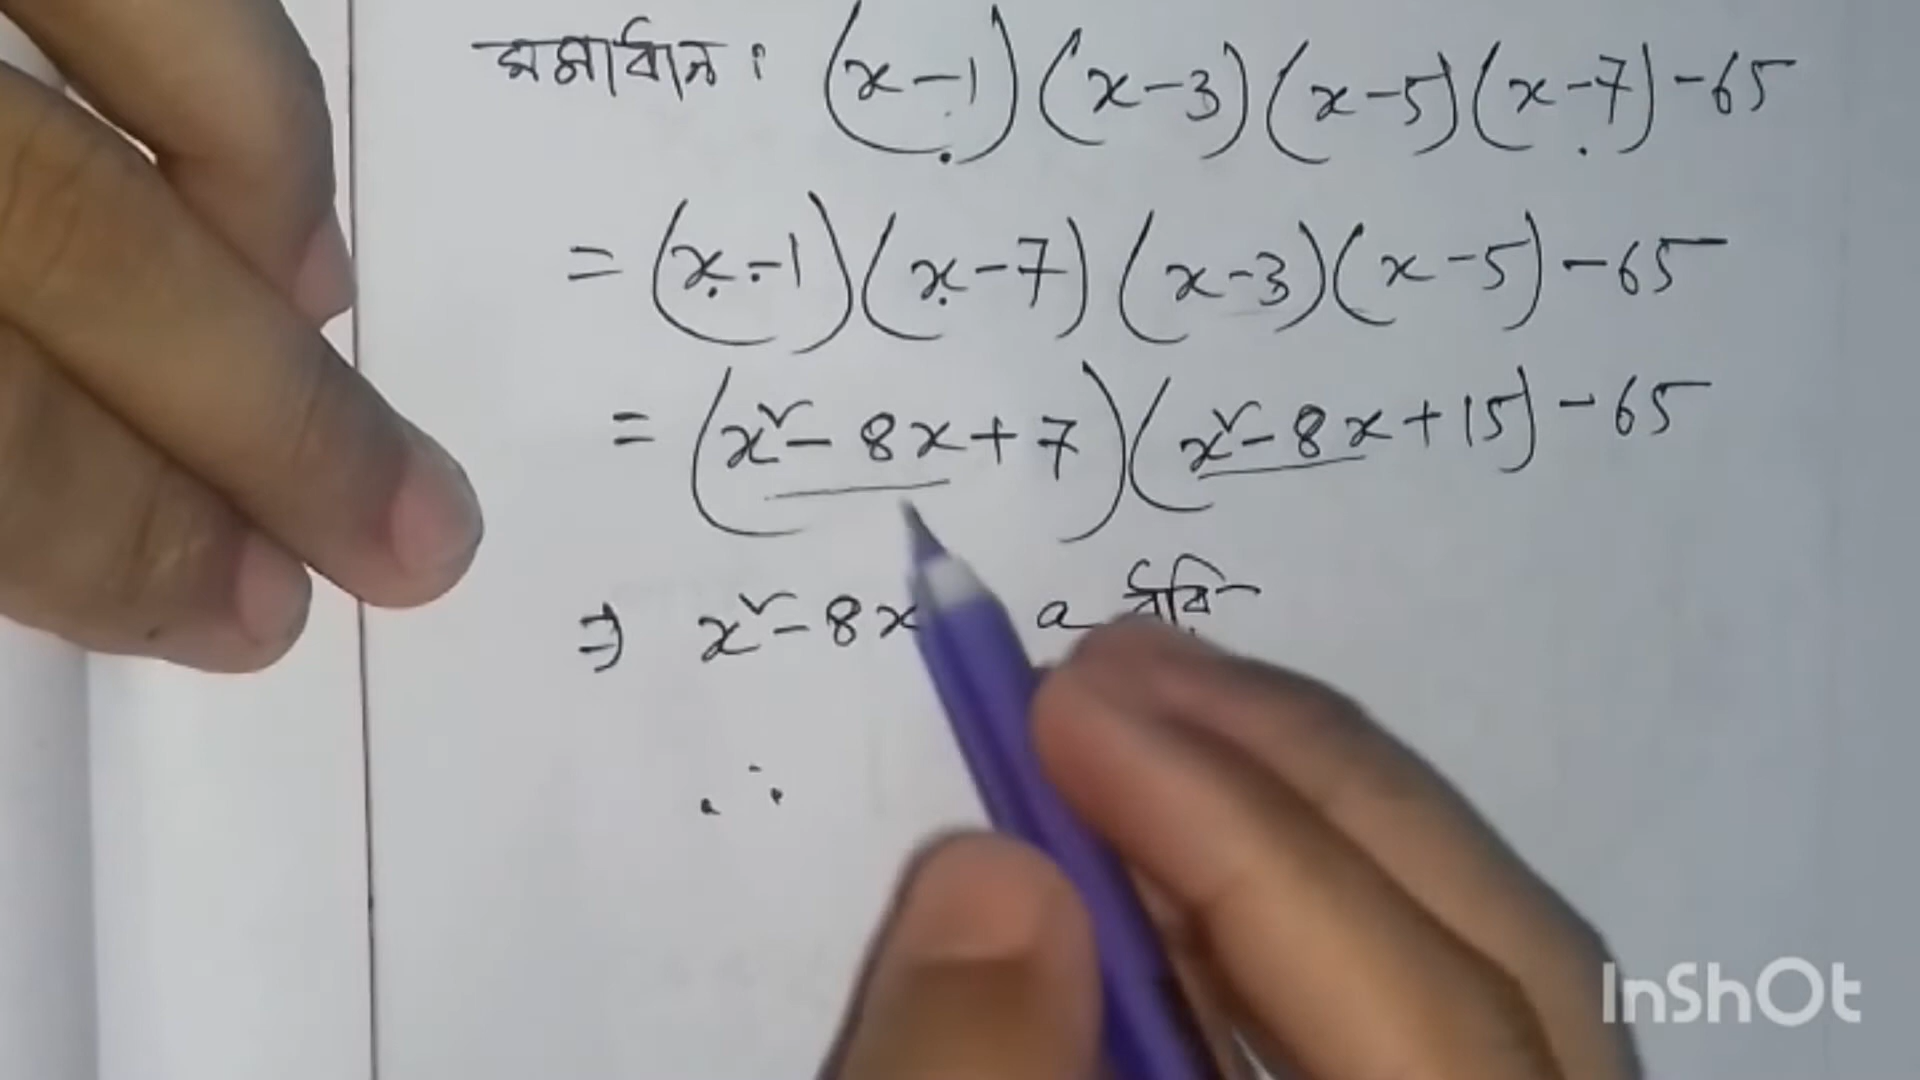 সমাধান: (x-1)(x-3)(x-5)(x-7)-65
= (x-1)(x-7)(x-3)(x-5)-65
= (x²-8x+7)(x²-8x+15)-65
⇒ x²-8x a ধরি
∴
InShOt